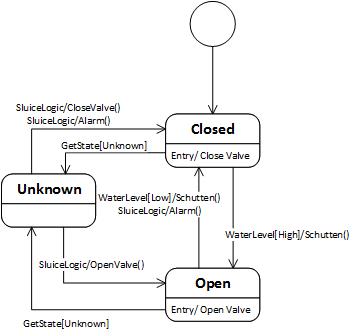 SluiceLogic/CloseValve()
SluiceLogic/Alarm()
Closed
GetState[Unknown]
Entry/ Close Valve
Unknown
WaterLevel[Low]/Schutten()
SluiceLogic/Alarm()
WaterLevel[High]/Schutten()
SluiceLogic/OpenValve()
Open
Entry/ Open Valve
GetState[Unknown]